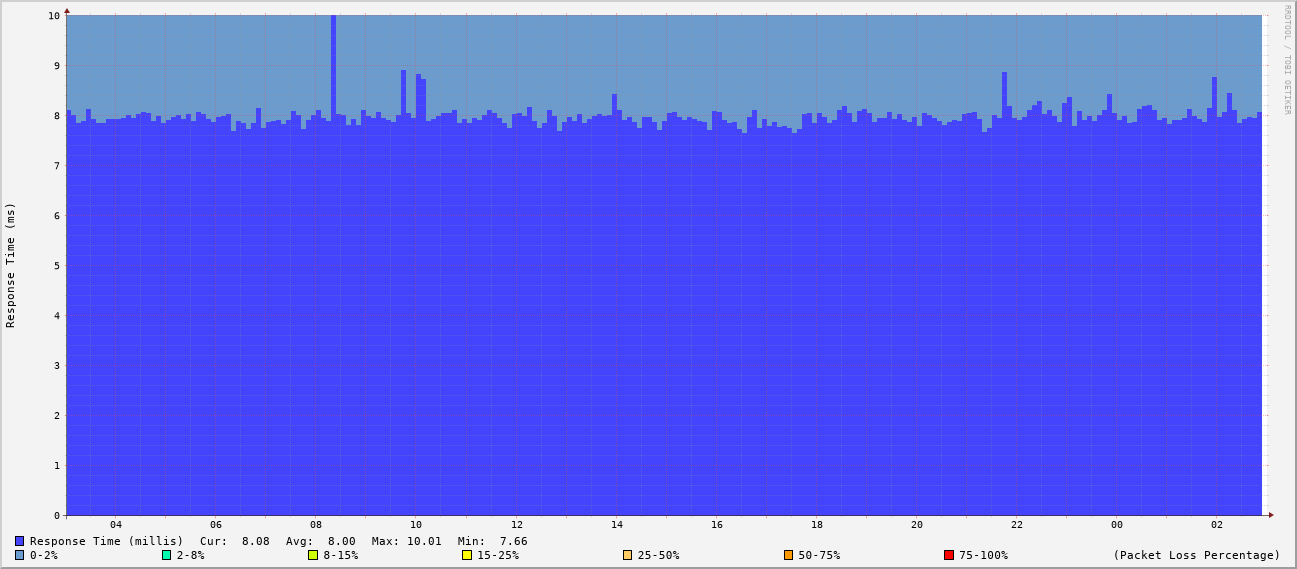 RRDTOOL / TOBI OETIKER
Response Time (ms)
10
9
8
7
6
5
4
3
2
1
0
04 06 08 10 12 14 16 18 20 22 00 02
Response Time (millis) Cur: 8.08 Avg: 8.00 Max: 10.01 Min: 7.66
0-2% 2-8% 8-15% 15-25% 25-50% 50-75% 75-100% (Packet Loss Percentage)